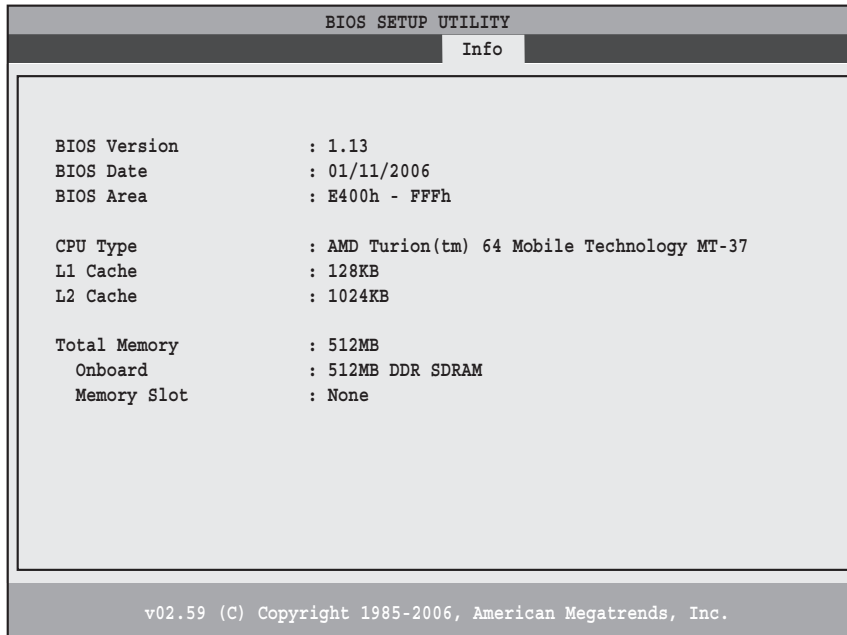 BIOS SETUP UTILITY
Info
BIOS Version : 1.13
BIOS Date : 01/11/2006
BIOS Area : E400h - FFFh
CPU Type : AMD Turion(tm) 64 Mobile Technology MT-37
L1 Cache : 128KB
L2 Cache : 1024KB
Total Memory : 512MB
Onboard : 512MB DDR SDRAM
Memory Slot : None
v02.59 (C) Copyright 1985-2006, American Megatrends, Inc.